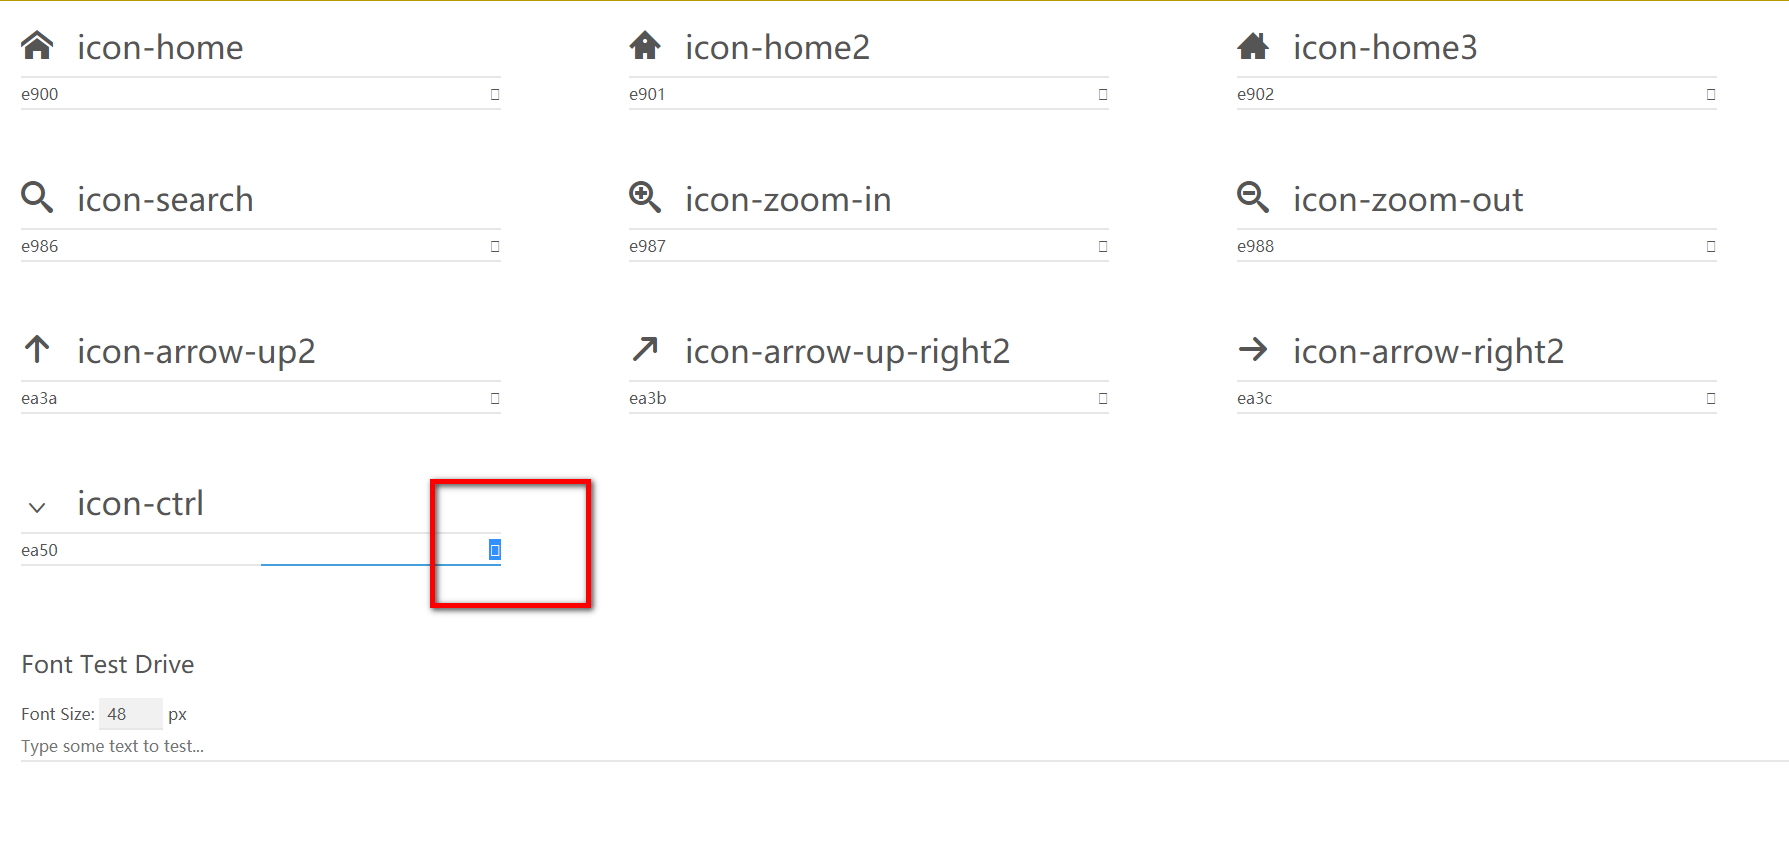 icon-home
icon-home2
icon-home3
e900
e901
e902
icon-search
icon-zoom-in
icon-zoom-out
e986
e987
e988
icon-arrow-up2
icon-arrow-up-right2
icon-arrow-right2
ea3a
ea3b
ea3c
icon-ctrl
ea50
Font Test Drive
Font Size: 48 px
Type some text to test...